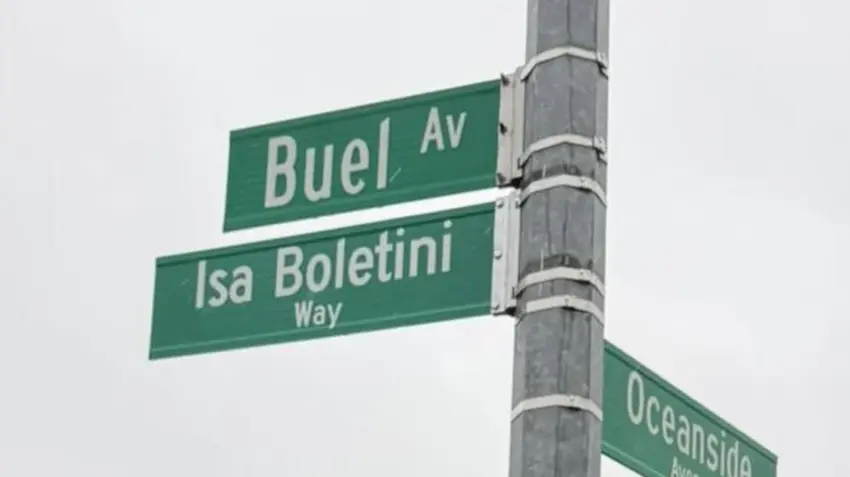 Buel Av
Isa Boletini
Way
Oceanside